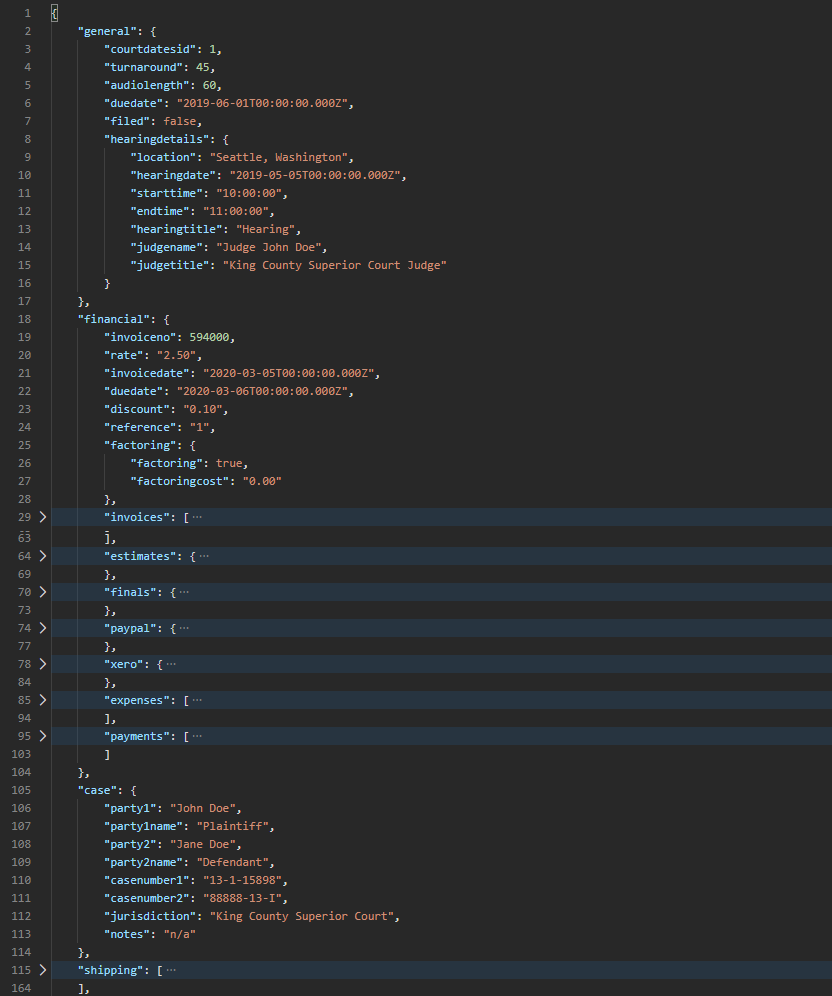 1 {
2 "general": {
3 "courtdatesid": 1,
4 "turnaround": 45,
5 "audiolength": 60,
6 "duedate": "2019-06-01T00:00:00.000Z",
7 "filed": false,
8 "hearingdetails": {
9 "location": "Seattle, Washington",
10 "hearingdate": "2019-05-05T00:00:00.000Z",
11 "starttime": "10:00:00",
12 "endtime": "11:00:00",
13 "hearingtitle": "Hearing",
14 "judgename": "Judge John Doe",
15 "judgetitle": "King County Superior Court Judge"
16 }
17 },
18 "financial": {
19 "invoiceno": 594000,
20 "rate": "2.50",
21 "invoicedate": "2020-03-05T00:00:00.000Z",
22 "duedate": "2020-03-06T00:00:00.000Z",
23 "discount": "0.10",
24 "reference": "1",
25 "factoring": {
26 "factoring": true,
27 "factoringcost": "0.00"
28 },
29 "invoices": [ ···
63 ],
64 "estimates": { ···
69 },
70 "finals": { ···
73 },
74 "paypal": { ···
77 },
78 "xero": { ···
84 },
85 "expenses": [ ···
94 ],
95 "payments": [ ···
103 ]
104 },
105 "case": {
106 "party1": "John Doe",
107 "party1name": "Plaintiff",
108 "party2": "Jane Doe",
109 "party2name": "Defendant",
110 "casenumber1": "13-1-15898",
111 "casenumber2": "88888-13-I",
112 "jurisdiction": "King County Superior Court",
113 "notes": "n/a"
114 },
115 "shipping": [ ···
164 ],